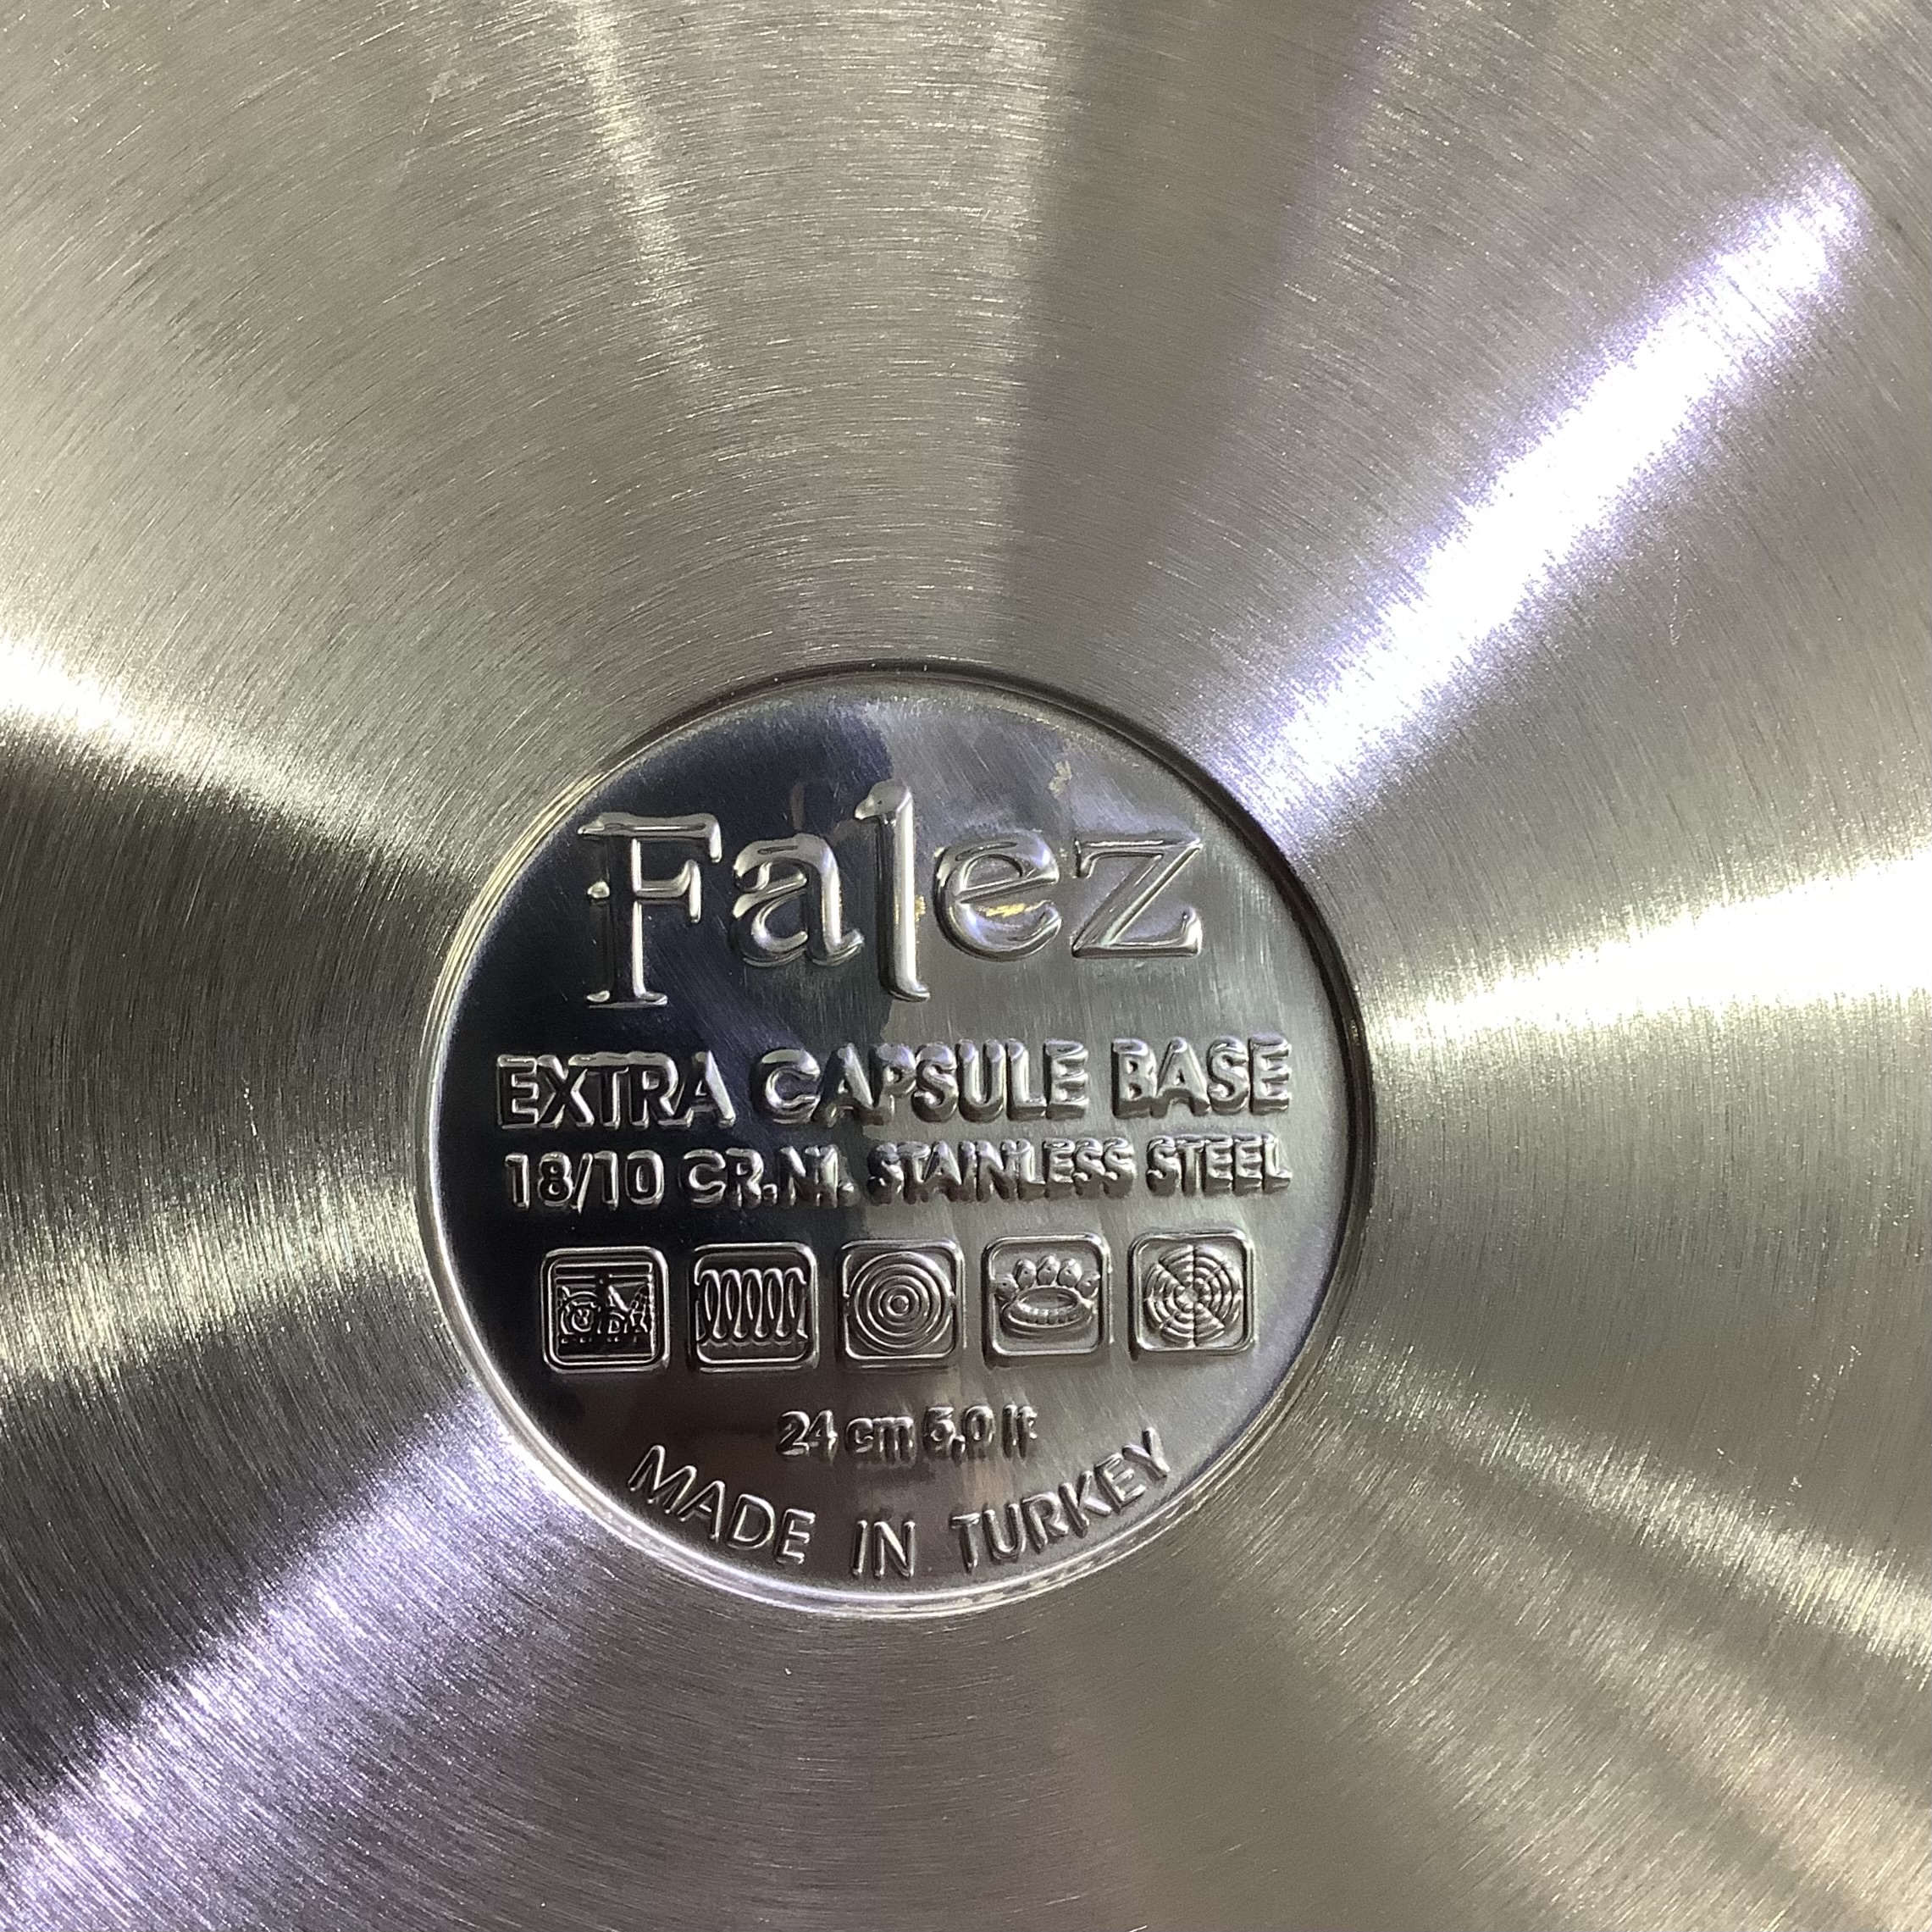 Falez
EXTRA CAPSULE BASE
18/10 CR.NI. STAINLESS STEEL
24 cm 5,0 lt
MADE IN TURKEY